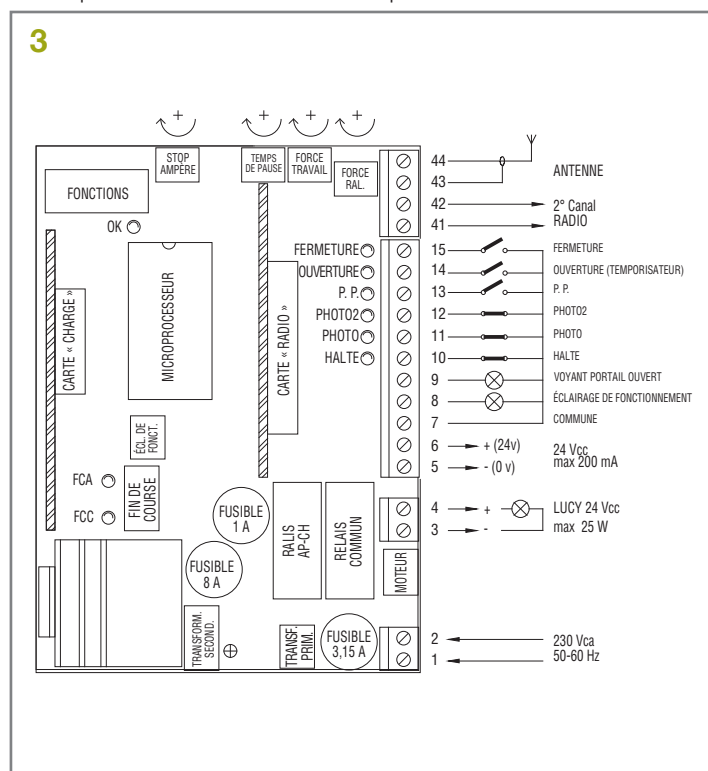 3
+ + + +
STOP
AMPÈRE
TEMPS
DE PAUSE
FORCE
TRAVAIL
FORCE
RAL.
FONCTIONS
OK
MICROPROCESSEUR
CARTE « CHARGE »
CARTE « RADIO »
FERMETURE
OUVERTURE
P. P.
PHOTO2
PHOTO
HALTE
ÉCL. DE
FONCT.
FCA
FCC
FIN DE
COURSE
FUSIBLE
1 A
FUSIBLE
8 A
RALIS
AP-CH
RELAIS
COMMUN
MOTEUR
TRANSFORM.
SECOND.
TRANSF.
PRIM.
FUSIBLE
3,15 A
44
43
ANTENNE
42 2° Canal
41 RADIO
15 FERMETURE
14 OUVERTURE (TEMPORISATEUR)
13 P. P.
12 PHOTO2
11 PHOTO
10 HALTE
9 VOYANT PORTAIL OUVERT
8 ÉCLAIRAGE DE FONCTIONNEMENT
7 COMMUNE
6 + (24v) 24 Vcc
5 - (0 v) max 200 mA
4 + LUCY 24 Vcc
3 - max 25 W
2 230 Vca
1 50-60 Hz